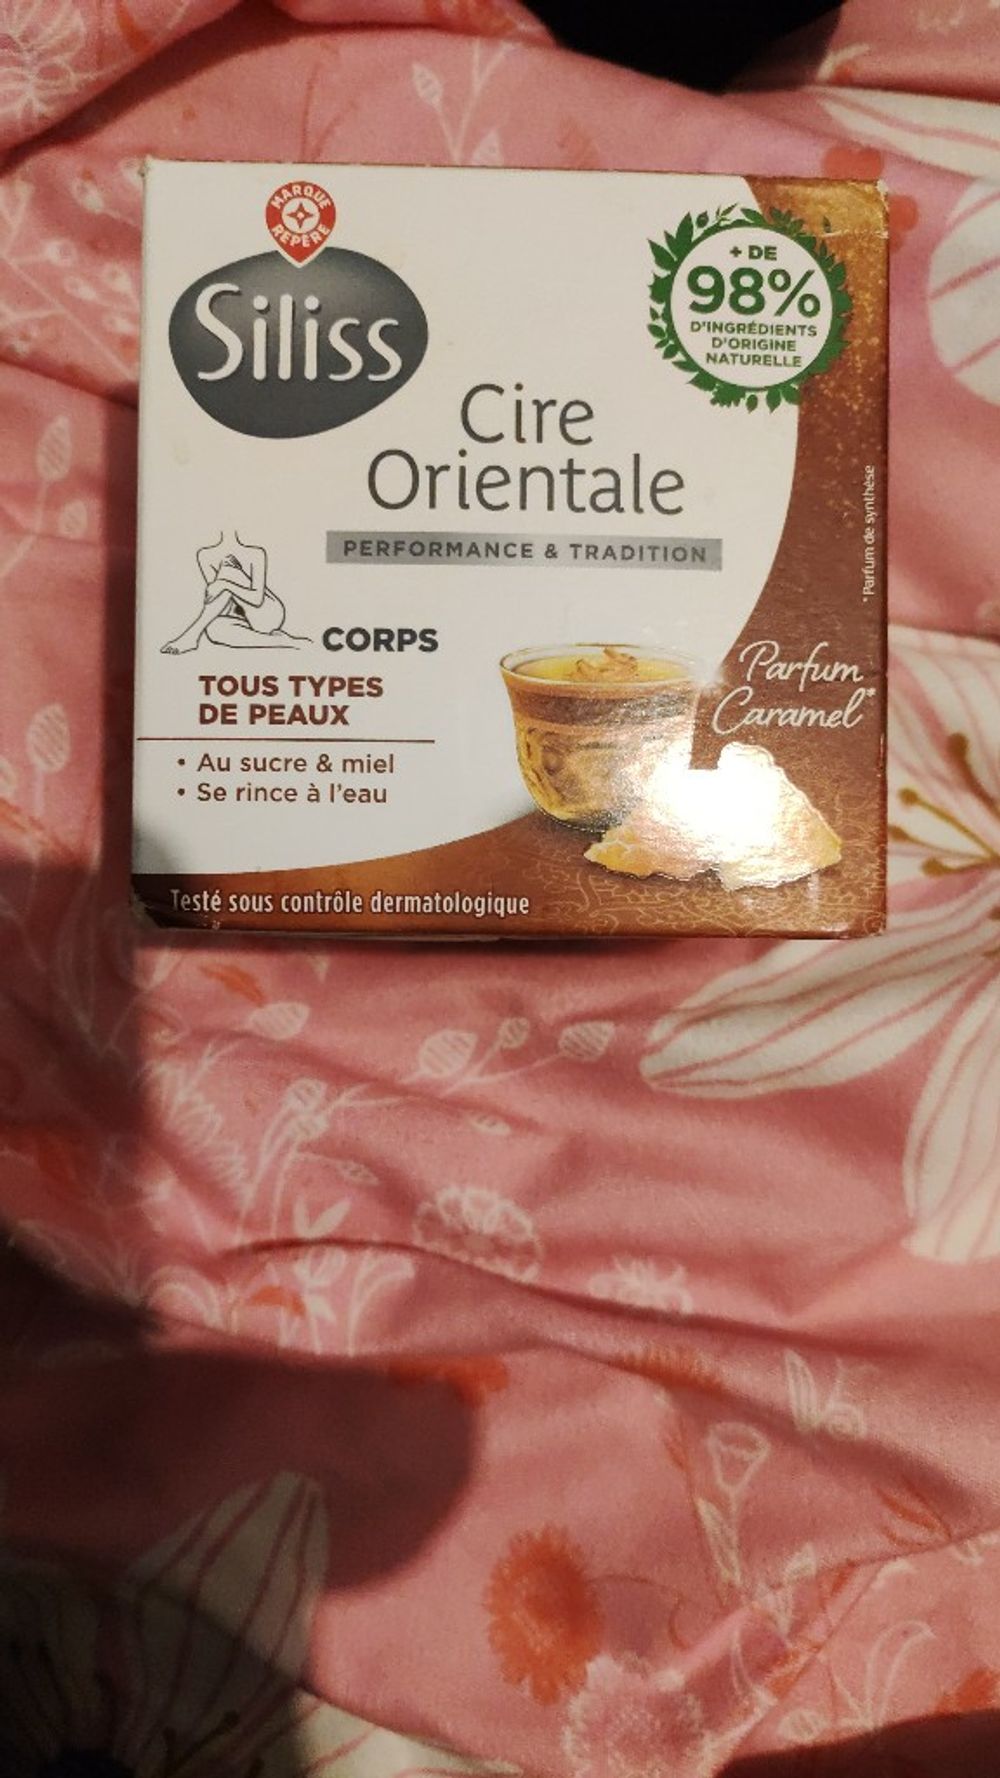 MARQUE
REPÈRE
Siliss
+ DE
98%
D'INGRÉDIENTS
D'ORIGINE
NATURELLE
Cire
Orientale
PERFORMANCE & TRADITION
CORPS
TOUS TYPES
DE PEAUX
• Au sucre & miel
• Se rince à l'eau
Parfum
Caramel*
*Parfum de synthèse
Testé sous contrôle dermatologique